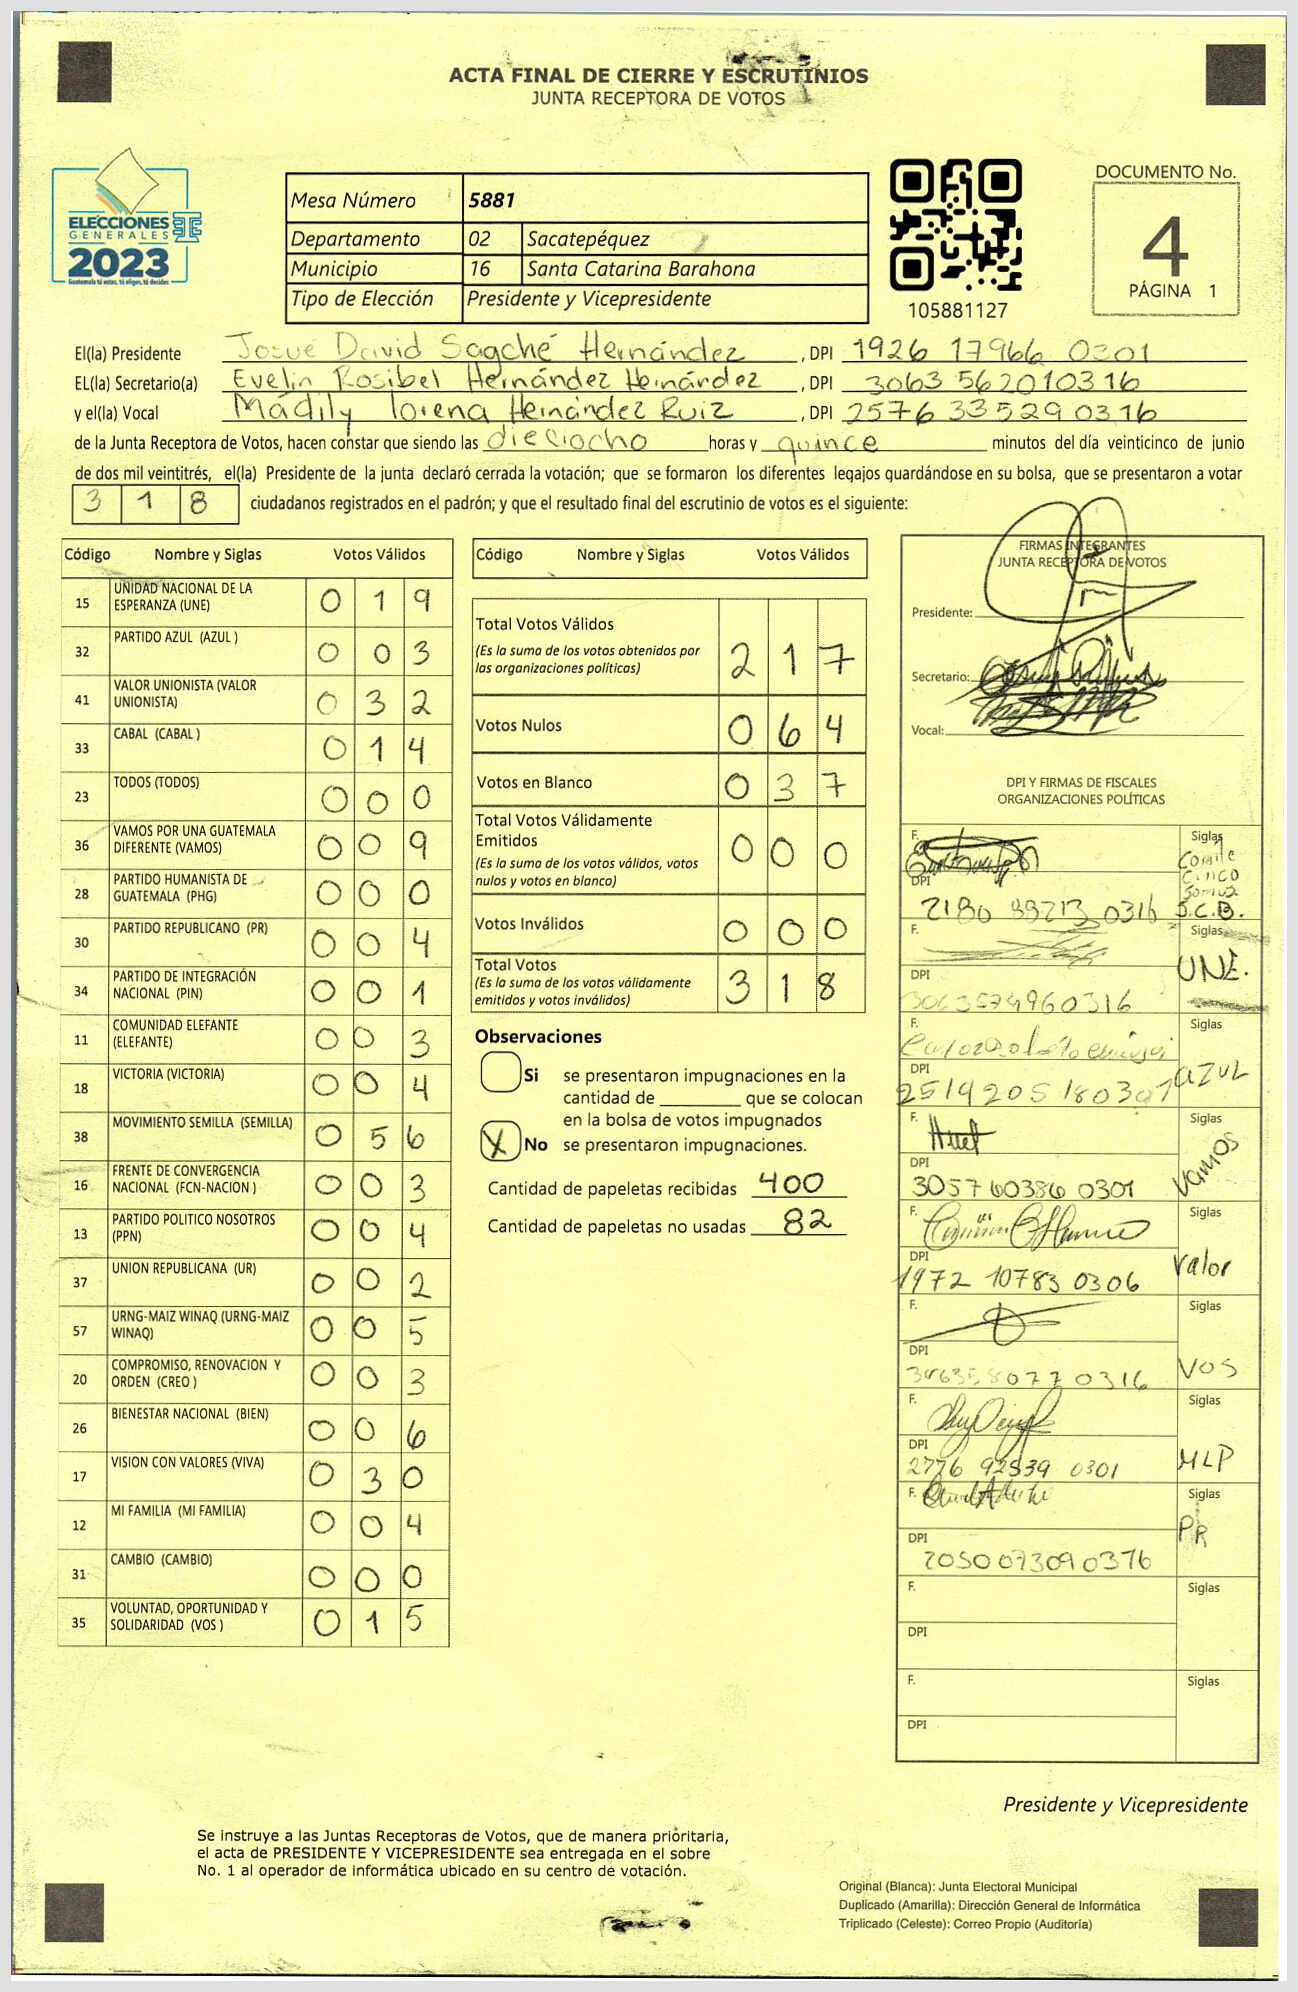 ACTA FINAL DE CIERRE Y ESCRUTINIOS
JUNTA RECEPTORA DE VOTOS
ELECCIONES
GENERALES
2023
Guatemala tú votas, tú eliges, tú decides
Mesa Número 5881
Departamento 02 Sacatepéquez
Municipio 16 Santa Catarina Barahona
Tipo de Elección Presidente y Vicepresidente
105881127
DOCUMENTO No.
4
PÁGINA 1
El(la) Presidente Josué David Sagché Hernández , DPI 1926 17966 0301
EL(la) Secretario(a) Evelin Rosibel Hernández Hernández , DPI 3063 562010316
y el(la) Vocal Mádily lorena Hernández Ruiz , DPI 2576 33529 0316
de la Junta Receptora de Votos, hacen constar que siendo las dieciocho horas y quince minutos del día veinticinco de junio
de dos mil veintitrés, el(la) Presidente de la junta declaró cerrada la votación; que se formaron los diferentes legajos guardándose en su bolsa, que se presentaron a votar
3 1 8 ciudadanos registrados en el padrón; y que el resultado final del escrutinio de votos es el siguiente:
Código Nombre y Siglas Votos Válidos
15 UNIDAD NACIONAL DE LA ESPERANZA (UNE) 0 1 9
32 PARTIDO AZUL (AZUL ) 0 0 3
41 VALOR UNIONISTA (VALOR UNIONISTA) 0 3 2
33 CABAL (CABAL ) 0 1 4
23 TODOS (TODOS) 0 0 0
36 VAMOS POR UNA GUATEMALA DIFERENTE (VAMOS) 0 0 9
28 PARTIDO HUMANISTA DE GUATEMALA (PHG) 0 0 0
30 PARTIDO REPUBLICANO (PR) 0 0 4
34 PARTIDO DE INTEGRACIÓN NACIONAL (PIN) 0 0 1
11 COMUNIDAD ELEFANTE (ELEFANTE) 0 0 3
18 VICTORIA (VICTORIA) 0 0 4
38 MOVIMIENTO SEMILLA (SEMILLA) 0 5 6
16 FRENTE DE CONVERGENCIA NACIONAL (FCN-NACION ) 0 0 3
13 PARTIDO POLITICO NOSOTROS (PPN) 0 0 4
37 UNION REPUBLICANA (UR) 0 0 2
57 URNG-MAIZ WINAQ (URNG-MAIZ WINAQ) 0 0 5
20 COMPROMISO, RENOVACION Y ORDEN (CREO ) 0 0 3
26 BIENESTAR NACIONAL (BIEN) 0 0 6
17 VISION CON VALORES (VIVA) 0 3 0
12 MI FAMILIA (MI FAMILIA) 0 0 4
31 CAMBIO (CAMBIO) 0 0 0
35 VOLUNTAD, OPORTUNIDAD Y SOLIDARIDAD (VOS ) 0 1 5
Código Nombre y Siglas Votos Válidos
Total Votos Válidos
(Es la suma de los votos obtenidos por
las organizaciones políticas) 2 1 7
Votos Nulos 0 6 4
Votos en Blanco 0 3 7
Total Votos Válidamente
Emitidos
(Es la suma de los votos válidos, votos
nulos y votos en blanco) 0 0 0
Votos Inválidos 0 0 0
Total Votos
(Es la suma de los votos válidamente
emitidos y votos inválidos) 3 1 8
Observaciones
Si se presentaron impugnaciones en la
cantidad de ________ que se colocan
en la bolsa de votos impugnados
X No se presentaron impugnaciones.
Cantidad de papeletas recibidas 400
Cantidad de papeletas no usadas 82
FIRMAS INTEGRANTES
JUNTA RECEPTORA DE VOTOS
Presidente:
Secretario:
Vocal:
DPI Y FIRMAS DE FISCALES
ORGANIZACIONES POLÍTICAS
F. Siglas
Comite
Cinco
S.C.B.
DPI
0316
F. Siglas
UNE.
DPI
3063574960316
F. Siglas
AZUL
DPI
F. Siglas
Vamos
DPI
3057 60386 0301
F. Siglas
Valor
DPI
1972 10783 0306
F. Siglas
VOS
DPI
F. Siglas
MLP
DPI
2776 92539 0301
F. Siglas
PR
DPI
F. Siglas
DPI
F. Siglas
DPI
Presidente y Vicepresidente
Se instruye a las Juntas Receptoras de Votos, que de manera prioritaria,
el acta de PRESIDENTE Y VICEPRESIDENTE sea entregada en el sobre
No. 1 al operador de informática ubicado en su centro de votación.
Original (Blanca): Junta Electoral Municipal
Duplicado (Amarilla): Dirección General de Informática
Triplicado (Celeste): Correo Propio (Auditoría)